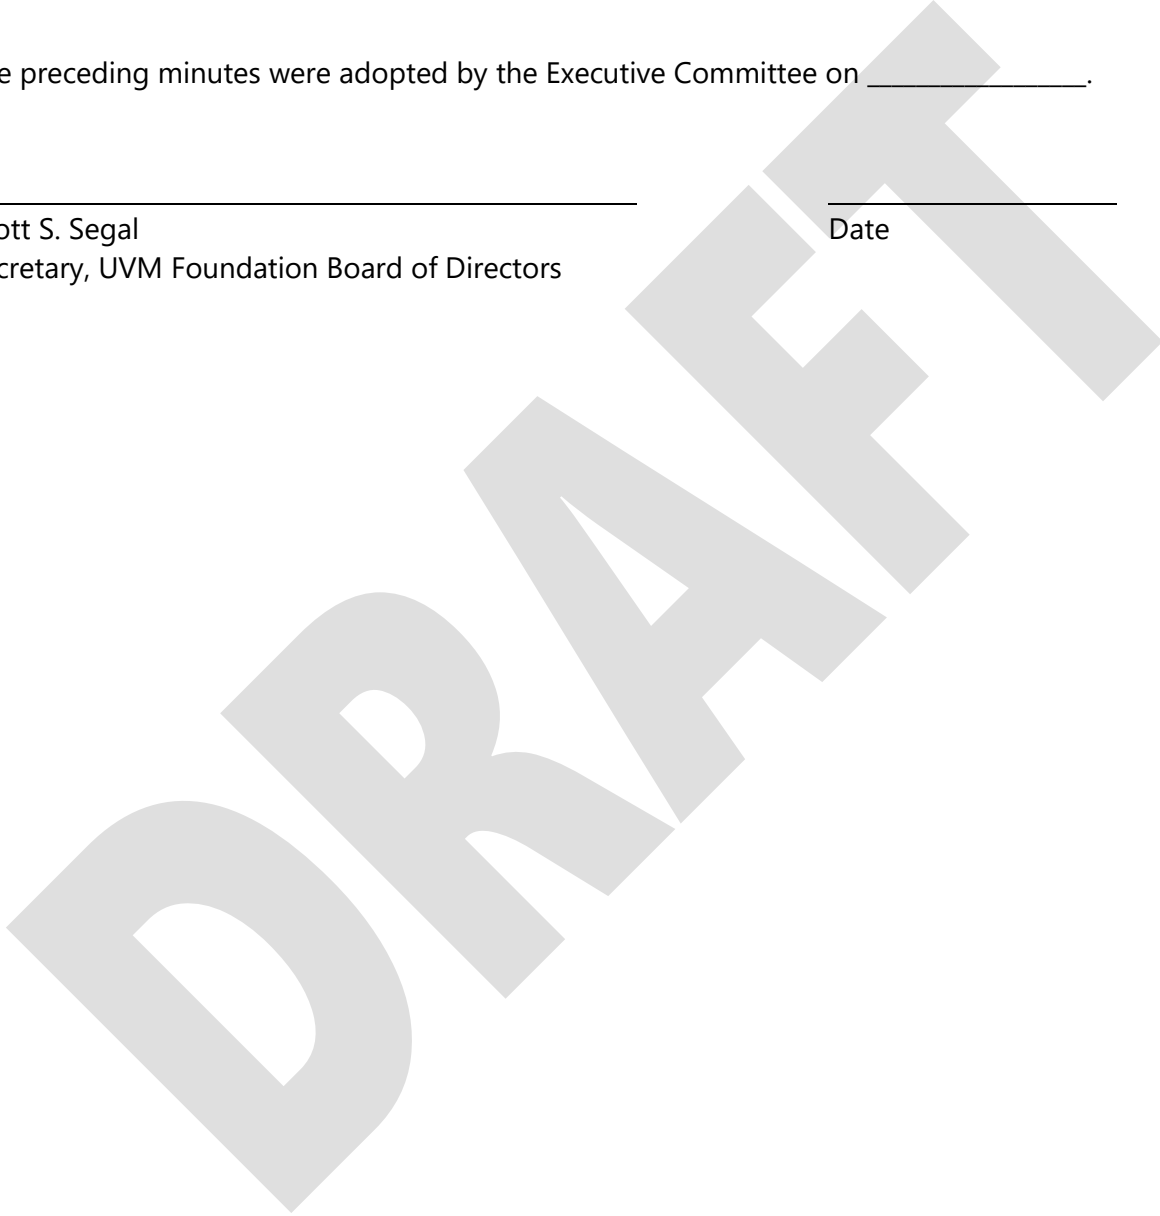 e preceding minutes were adopted by the Executive Committee on __________________.
ott S. Segal
Date
cretary, UVM Foundation Board of Directors
DRAFT